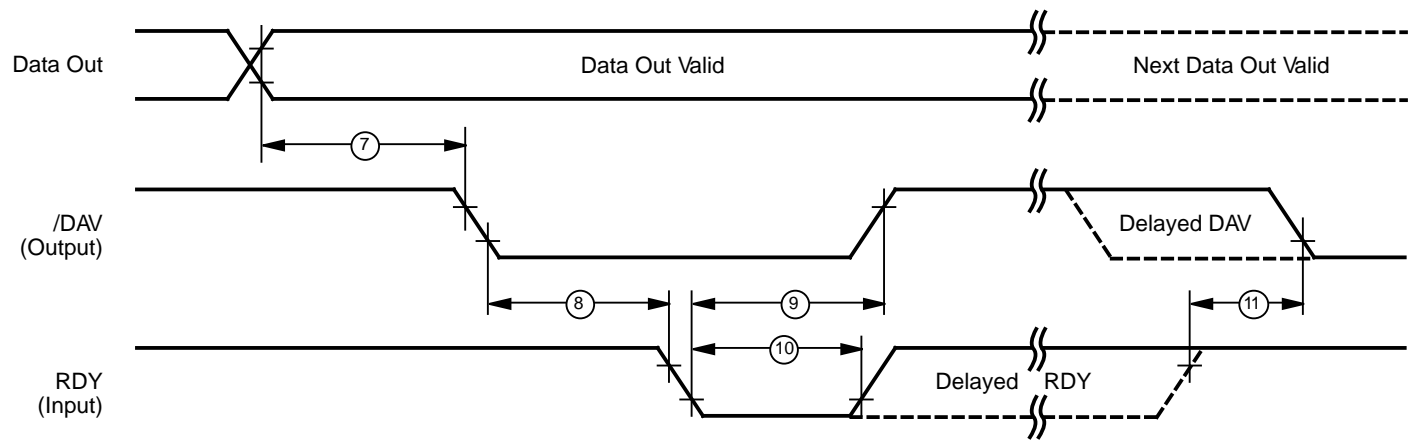 Data Out
Data Out Valid
Next Data Out Valid
7
/DAV
(Output)
Delayed DAV
8
9
11
10
RDY
(Input)
Delayed RDY